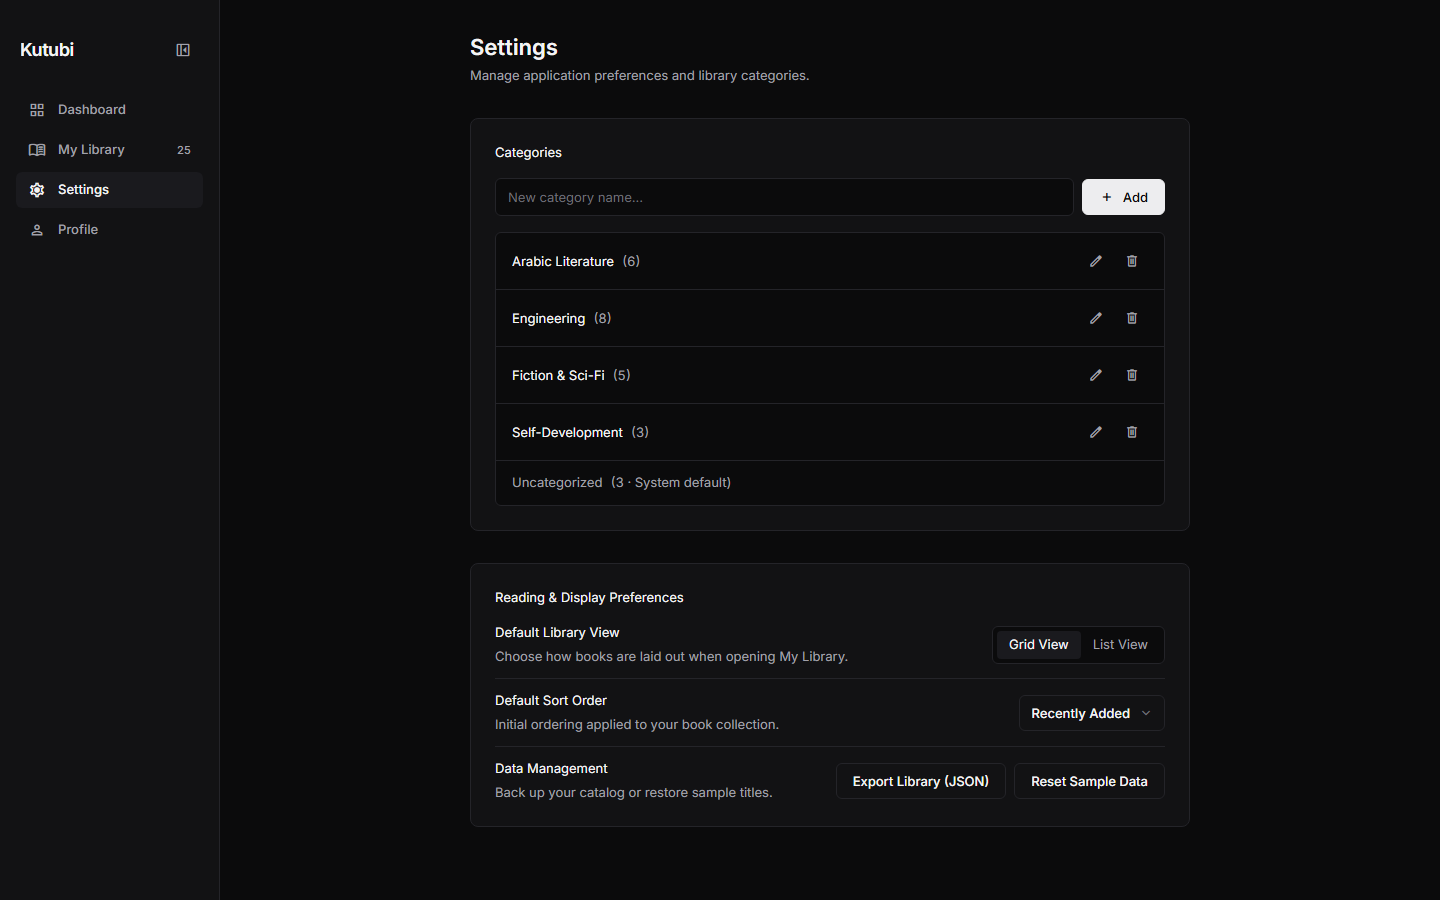 Kutubi
Dashboard
My Library 25
Settings
Profile
Settings
Manage application preferences and library categories.
Categories
New category name...
+ Add
Arabic Literature (6)
Engineering (8)
Fiction & Sci-Fi (5)
Self-Development (3)
Uncategorized (3 · System default)
Reading & Display Preferences
Default Library View
Choose how books are laid out when opening My Library.
Grid View List View
Default Sort Order
Initial ordering applied to your book collection.
Recently Added
Data Management
Back up your catalog or restore sample titles.
Export Library (JSON) Reset Sample Data